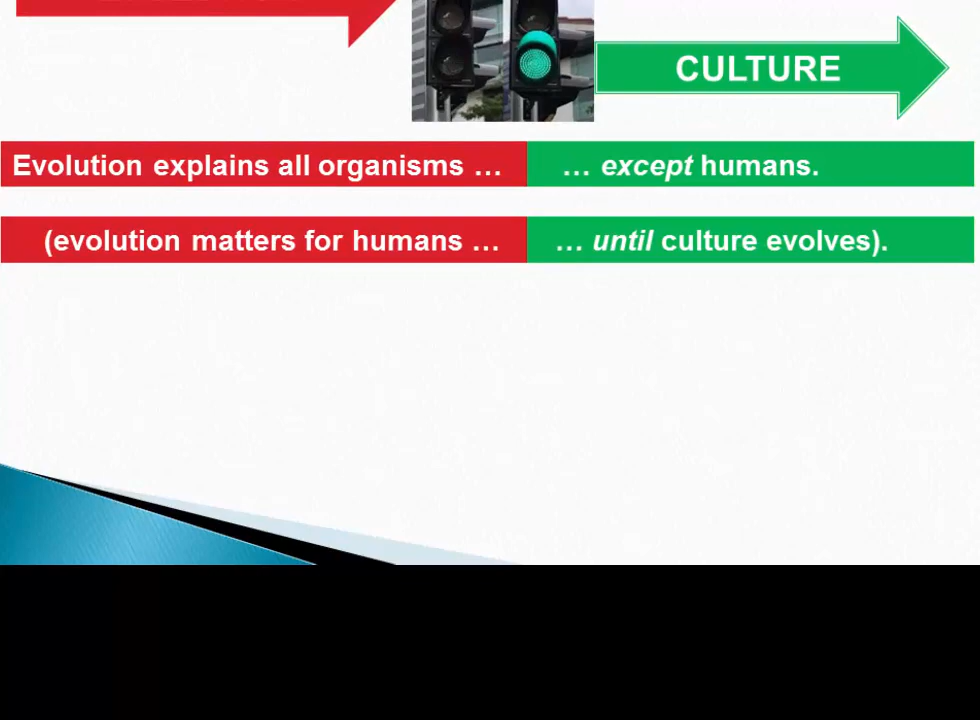 CULTURE
Evolution explains all organisms … … except humans.
(evolution matters for humans … … until culture evolves).